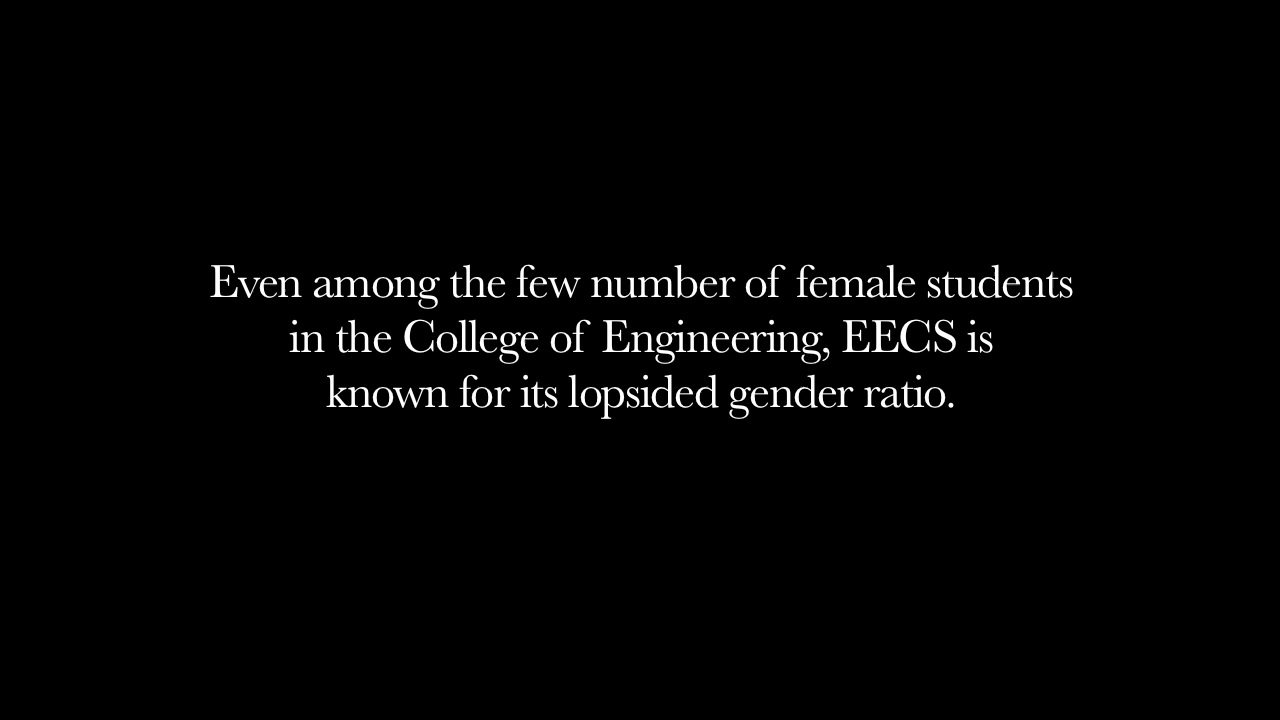 Even among the few number of female students
in the College of Engineering, EECS is
known for its lopsided gender ratio.